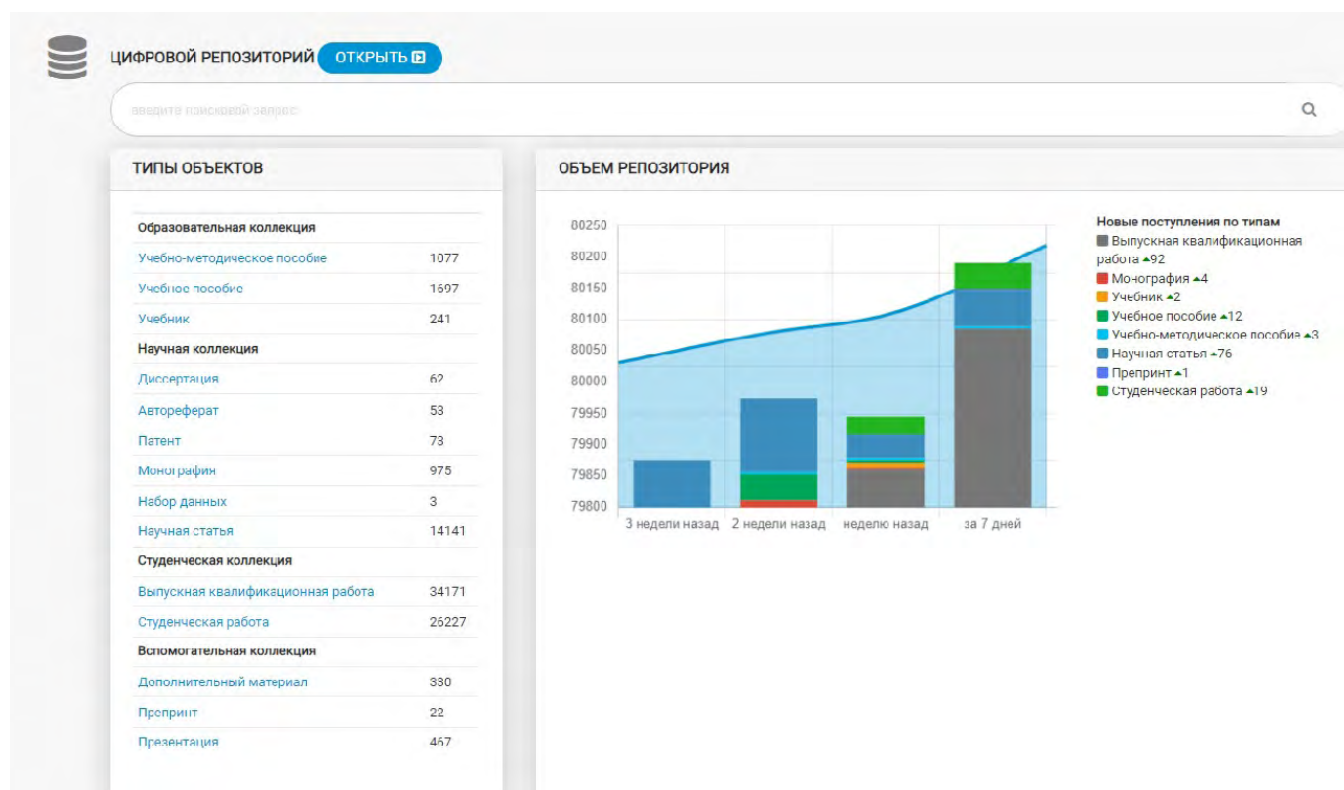 ЦИФРОВОЙ РЕПОЗИТОРИЙ ОТКРЫТЬ
введите поисковой запрос
ТИПЫ ОБЪЕКТОВ
Образовательная коллекция
Учебно-методическое пособие 1077
Учебное пособие 1697
Учебник 241
Научная коллекция
Диссертация 62
Автореферат 53
Патент 73
Монография 975
Набор данных 3
Научная статья 14141
Студенческая коллекция
Выпускная квалификационная работа 34171
Студенческая работа 26227
Вспомогательная коллекция
Дополнительный материал 330
Препринт 22
Презентация 467
ОБЪЕМ РЕПОЗИТОРИЯ
80250
80200
80150
80100
80050
80000
79950
79900
79850
79800
3 недели назад 2 недели назад неделю назад за 7 дней
Новые поступления по типам
Выпускная квалификационная
работа ▲92
Монография ▲4
Учебник ▲2
Учебное пособие ▲12
Учебно-методическое пособие ▲3
Научная статья ▲76
Препринт ▲1
Студенческая работа ▲19